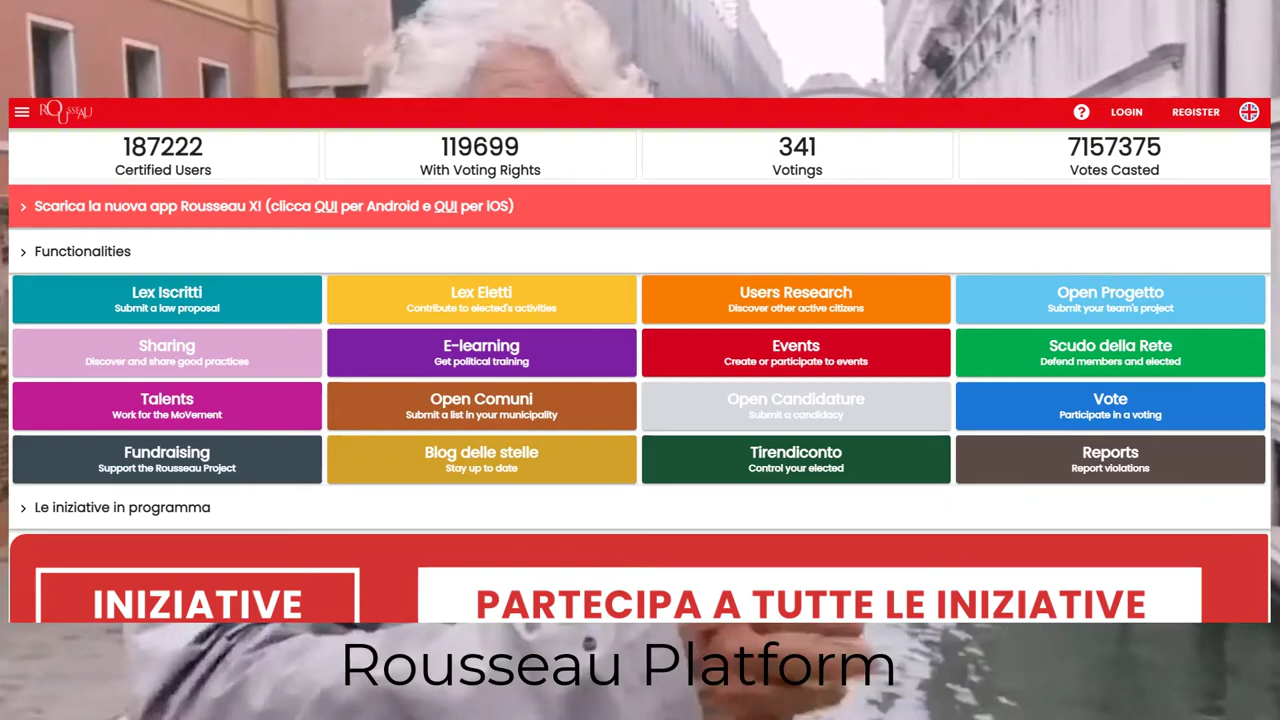 ROUSSEAU
? LOGIN REGISTER
187222 119699 341 7157375
Certified Users With Voting Rights Votings Votes Casted
Scarica la nuova app Rousseau X! (clicca QUI per Android e QUI per iOS)
Functionalities
Lex Iscritti Lex Eletti Users Research Open Progetto
Submit a law proposal Contribute to elected's activities Discover other active citizens Submit your team's project
Sharing E-learning Events Scudo della Rete
Discover and share good practices Get political training Create or participate to events Defend members and elected
Talents Open Comuni Open Candidature Vote
Work for the MoVement Submit a list in your municipality Submit a candidacy Participate in a voting
Fundraising Blog delle stelle Tirendiconto Reports
Support the Rousseau Project Stay up to date Control your elected Report violations
Le iniziative in programma
INIZIATIVE PARTECIPA A TUTTE LE INIZIATIVE
Rousseau Platform